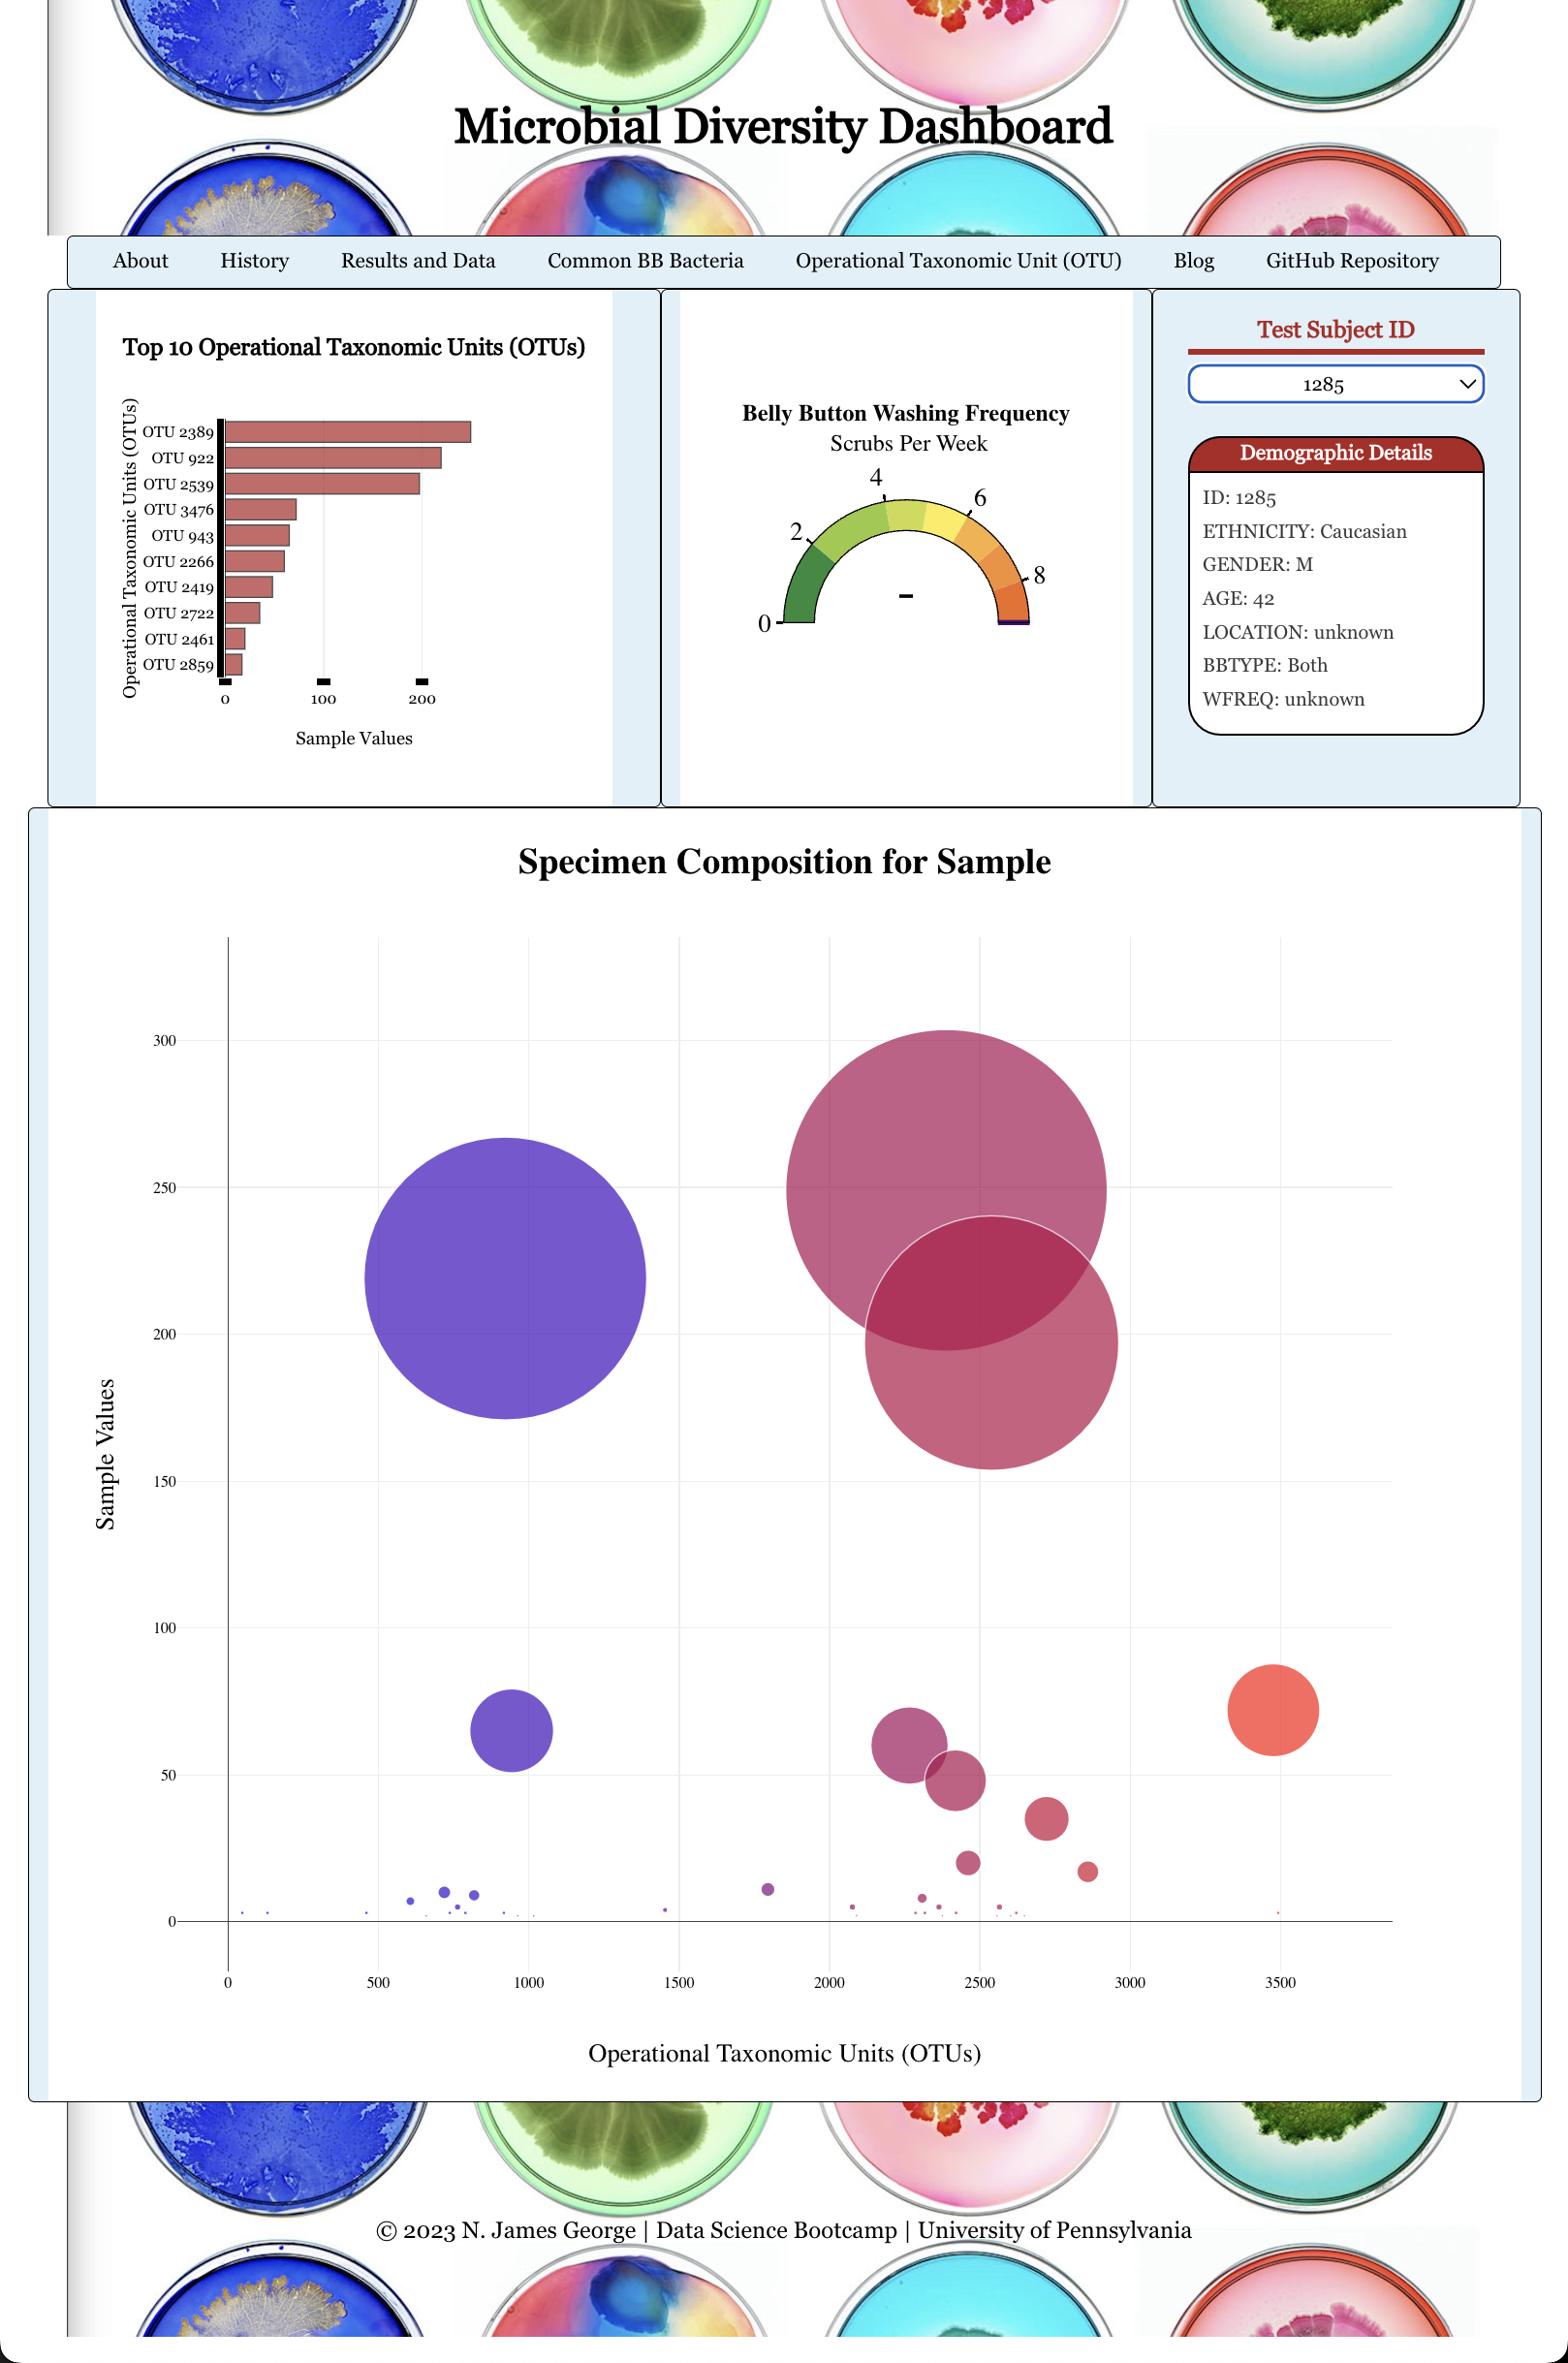 Microbial Diversity Dashboard
About History Results and Data Common BB Bacteria Operational Taxonomic Unit (OTU) Blog GitHub Repository
Top 10 Operational Taxonomic Units (OTUs)
Operational Taxonomic Units (OTUs)
OTU 2389
OTU 922
OTU 2539
OTU 3476
OTU 943
OTU 2266
OTU 2419
OTU 2722
OTU 2461
OTU 2859
0 100 200
Sample Values
Belly Button Washing Frequency
Scrubs Per Week
0 2 4 6 8
–
Test Subject ID
1285
Demographic Details
ID: 1285
ETHNICITY: Caucasian
GENDER: M
AGE: 42
LOCATION: unknown
BBTYPE: Both
WFREQ: unknown
Specimen Composition for Sample
Sample Values
300
250
200
150
100
50
0
0 500 1000 1500 2000 2500 3000 3500
Operational Taxonomic Units (OTUs)
© 2023 N. James George | Data Science Bootcamp | University of Pennsylvania